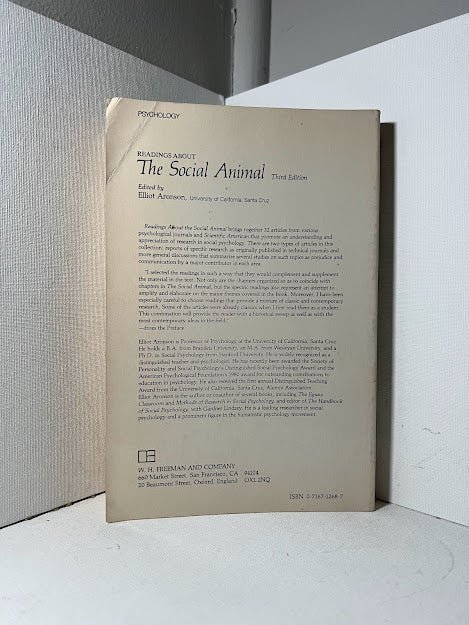 PSYCHOLOGY
READINGS ABOUT
The Social Animal Third Edition
Edited by
Elliot Aronson, University of California, Santa Cruz
Readings About the Social Animal brings together 32 articles from various
psychological journals and Scientific American that promote an understanding and
appreciation of research in social psychology. There are two types of articles in this
collection: reports of specific research as originally published in technical journals and
more general discussions that summarize several studies on such topics as prejudice and
communication by a major contributor in each area.
"I selected the readings in such a way that they would complement and supplement
the material in the text. Not only are the chapters organized so as to coincide with
chapters in The Social Animal, but the specific readings also represent an attempt to
amplify and elaborate on the major themes covered in the book. Moreover, I have been
especially careful to choose readings that provide a mixture of classic and contemporary
research. Some of the articles were already classics when I first read them as a student.
This combination will provide the reader with a historical sweep as well as with the
most contemporary ideas in the field."
—from the Preface
Elliot Aronson is Professor of Psychology at the University of California, Santa Cruz.
He holds a B.A. from Brandeis University, an M.A. from Wesleyan University, and a
Ph.D. in Social Psychology from Stanford University. He is widely recognized as a
distinguished teacher and psychologist. He has recently been awarded the Society of
Personality and Social Psychology's Distinguished Social Psychology Award and the
American Psychological Foundation's 1980 award for outstanding contributions to
education in psychology. He also received the first annual Distinguished Teaching
Award from the University of California, Santa Cruz, Alumni Association.
Elliot Aronson is the author or coauthor of several books, including The Jigsaw
Classroom and Methods of Research in Social Psychology, and editor of The Handbook
of Social Psychology, with Gardner Lindzey. He is a leading researcher in social
psychology and a prominent figure in the humanistic psychology movement.
W. H. FREEMAN AND COMPANY
660 Market Street, San Francisco, CA 94104
20 Beaumont Street, Oxford, England OX1 2NQ
ISBN 0-7167-1268-7